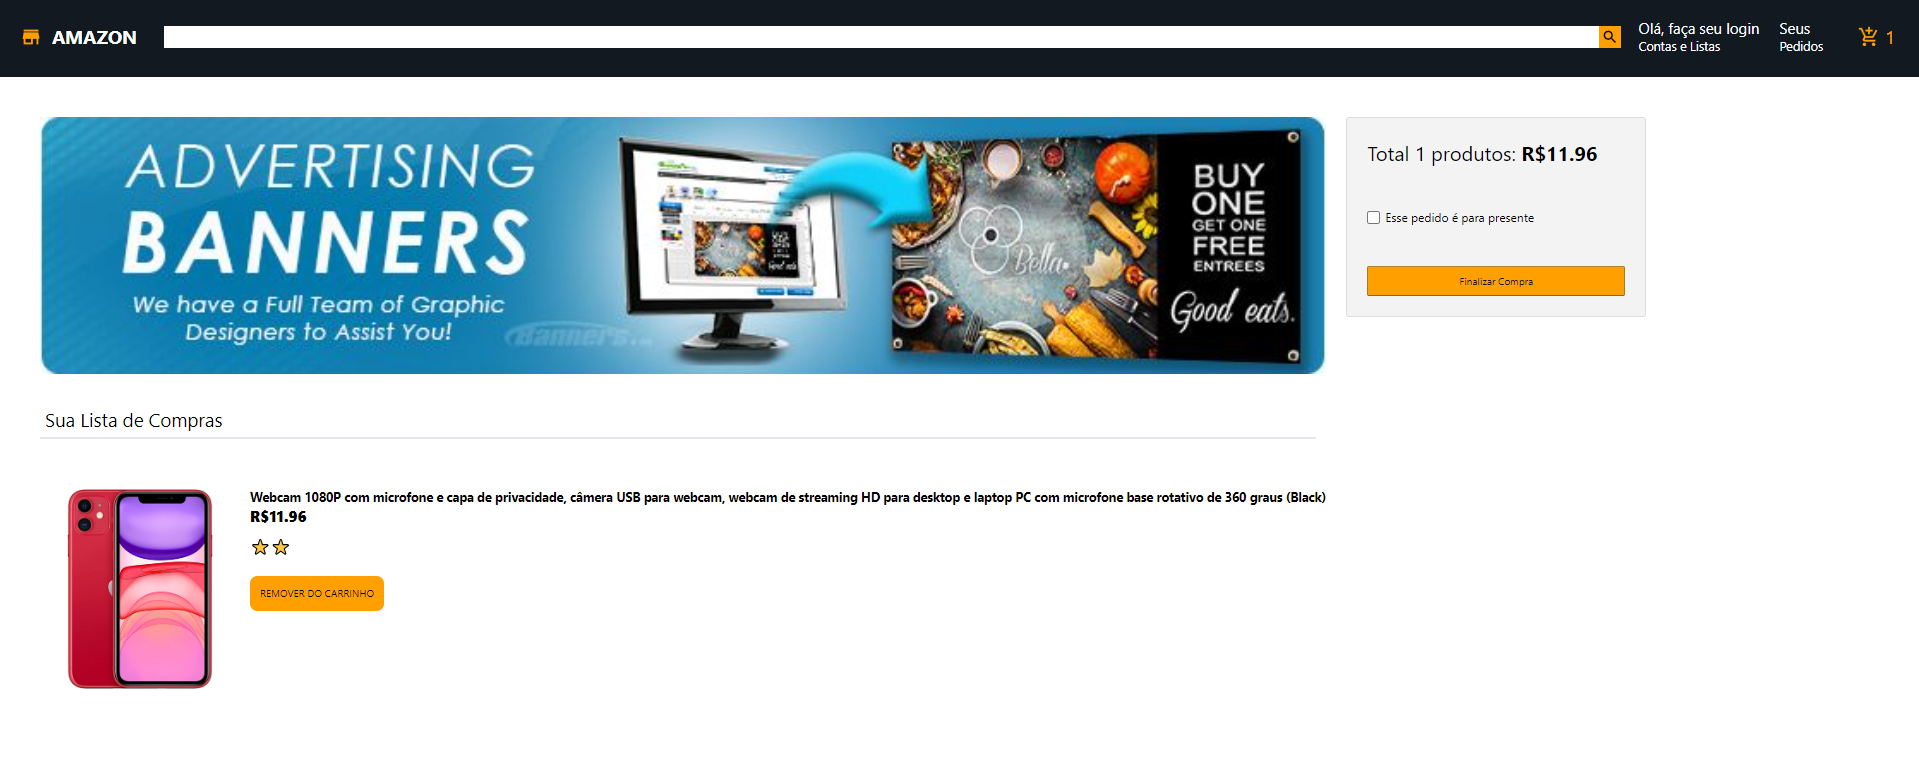 AMAZON
Olá, faça seu login
Contas e Listas
Seus
Pedidos
1
ADVERTISING
BANNERS
We have a Full Team of Graphic
Designers to Assist You!
Banners
BUY
ONE
GET ONE
FREE
ENTREES
Good eats.
Bella
Total 1 produtos: R$11.96
Esse pedido é para presente
Finalizar Compra
Sua Lista de Compras
Webcam 1080P com microfone e capa de privacidade, câmera USB para webcam, webcam de streaming HD para desktop e laptop PC com microfone base rotativo de 360 graus (Black)
R$11.96
REMOVER DO CARRINHO